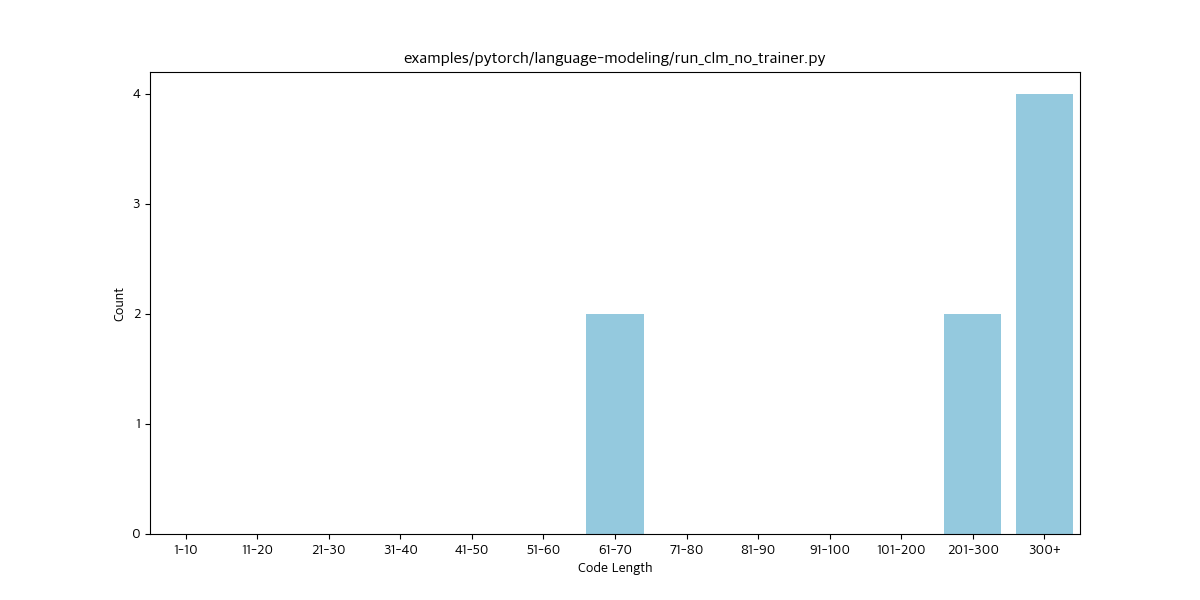 examples/pytorch/language-modeling/run_clm_no_trainer.py
4
3
2
1
0
Count
1-10 11-20 21-30 31-40 41-50 51-60 61-70 71-80 81-90 91-100 101-200 201-300 300+
Code Length